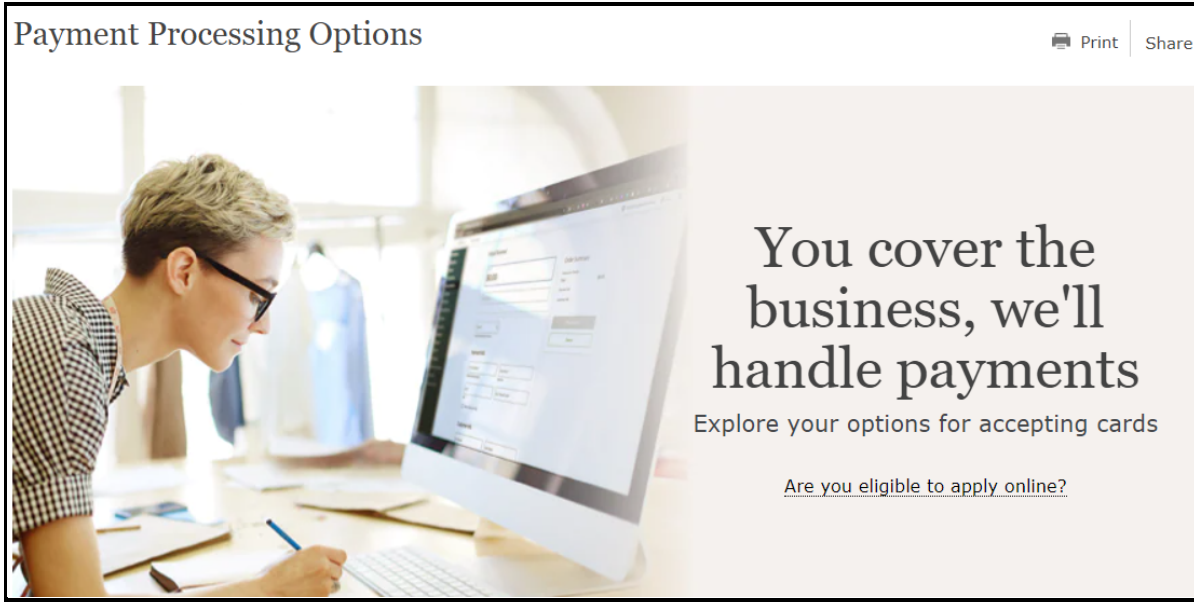 Payment Processing Options
Print
Share
You cover the
business, we'll
handle payments
Explore your options for accepting cards
Are you eligible to apply online?